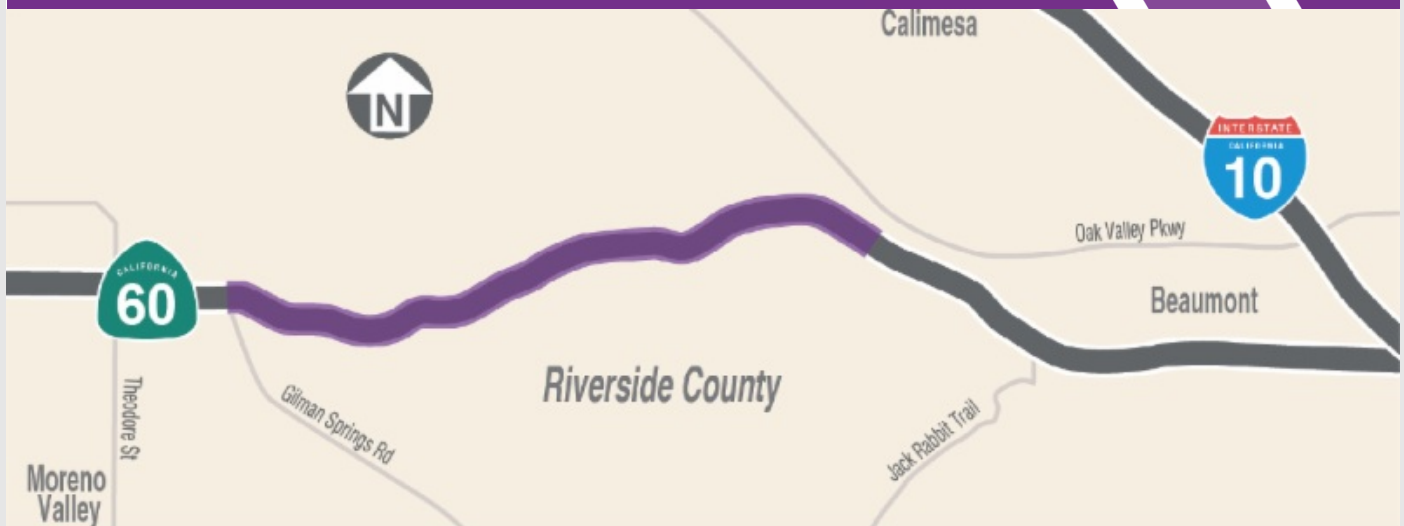 Calimesa
N
INTERSTATE
CALIFORNIA
10
Oak Valley Pkwy
CALIFORNIA
60
Beaumont
Riverside County
Theodore St
Gilman Springs Rd
Jack Rabbit Trail
Moreno
Valley